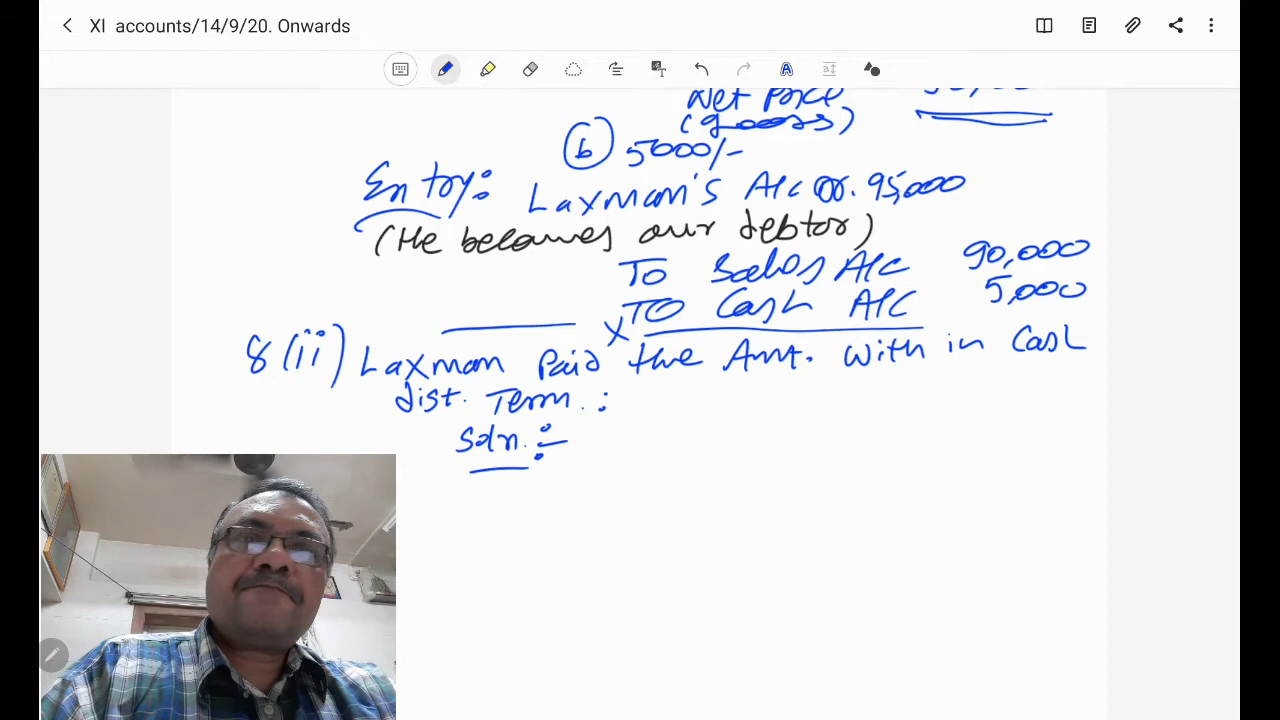 XI accounts/14/9/20. Onwards
Net Price
(goods)
(b) 5000/-
Entry: Laxman's A/c Dr. 95,000
(He becomes our debtor)
To Sales A/c 90,000
To Cash A/c 5,000
x
8 (ii) Laxman Paid the Amt. with in Cash
dist. Term. :
Soln. :-